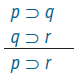 p ⊃ q
q ⊃ r
p ⊃ r